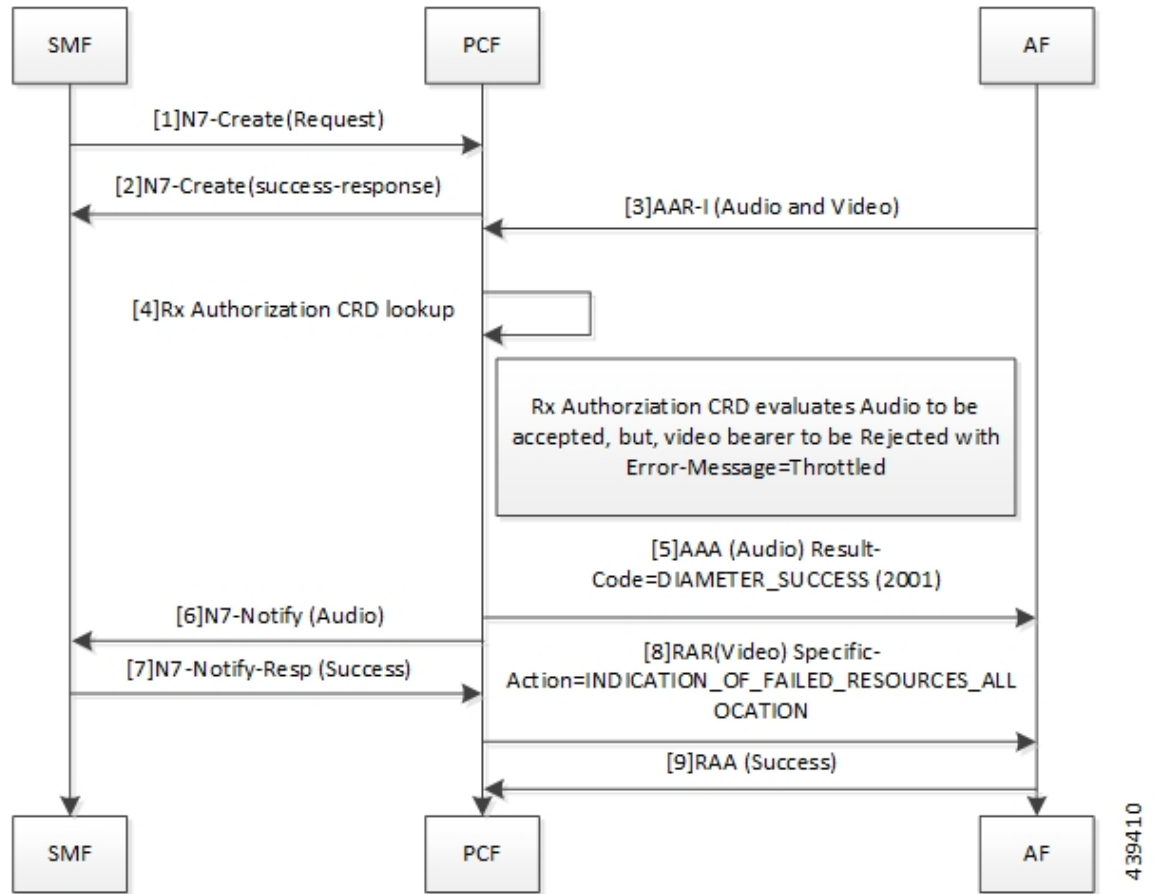 SMF
PCF
AF
[1]N7-Create(Request)
[2]N7-Create(success-response)
[3]AAR-I (Audio and Video)
[4]Rx Authorization CRD lookup
Rx Authorziation CRD evaluates Audio to be
accepted, but, video bearer to be Rejected with
Error-Message=Throttled
[5]AAA (Audio) Result-
Code=DIAMETER_SUCCESS (2001)
[6]N7-Notify (Audio)
[7]N7-Notify-Resp (Success)
[8]RAR(Video) Specific-
Action=INDICATION_OF_FAILED_RESOURCES_ALL
OCATION
[9]RAA (Success)
SMF
PCF
AF
439410